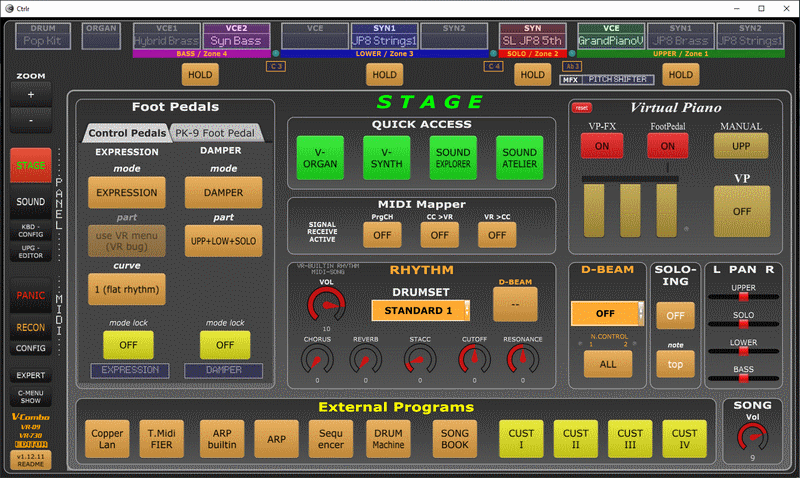 Ctrlr
DRUM
Pop Kit
ORGAN
VCE1
Hybrid Brass
VCE2
Syn Bass
BASS / Zone 4
VCE
SYN1
JP8 Strings1
SYN2
LOWER / Zone 3
SYN
SL JP8 5th
SOLO / Zone 2
VCE
GrandPianoV
SYN1
JP8 Brass
SYN2
JP8 Strings1
UPPER / Zone 1
C 3
C 4
Ab 3
HOLD
HOLD
HOLD
HOLD
MFX
PITCH SHIFTER
ZOOM
+
-
STAGE
SOUND
KBD -
CONFIG
UPG -
EDITOR
PANIC
RECON
CONFIG
EXPERT
C-MENU
SHOW
V-Combo
VR-09
VR-730
EDITOR
v1.12.11
README
PANEL
MIDI
Foot Pedals
Control Pedals
PK-9 Foot Pedal
EXPRESSION
DAMPER
mode
mode
EXPRESSION
DAMPER
part
part
use VR menu
(VR bug)
UPP+LOW+SOLO
curve
1 (flat rhythm)
mode lock
mode lock
OFF
OFF
EXPRESSION
DAMPER
STAGE
QUICK ACCESS
V-
ORGAN
V-
SYNTH
SOUND
EXPLORER
SOUND
ATELIER
MIDI Mapper
SIGNAL
RECEIVE
ACTIVE
PrgCH
OFF
CC >VR
OFF
VR >CC
OFF
VR-BUILTIN RHYTHM
MIDI-SONG
RHYTHM
VOL
10
DRUMSET
STANDARD 1
D-BEAM
--
CHORUS
REVERB
STACC
CUTOFF
RESONANCE
0
0
0
0
0
reset
Virtual Piano
VP-FX
ON
FootPedal
ON
MANUAL
UPP
VP
OFF
D-BEAM
OFF
N.CONTROL
1 2
ALL
SOLO-
ING
OFF
note
top
L PAN R
UPPER
SOLO
LOWER
BASS
External Programs
Copper
Lan
T.Midi
FIER
ARP
builtin
ARP
Sequ
encer
DRUM
Machine
SONG
BOOK
CUST
I
CUST
II
CUST
III
CUST
IV
SONG
Vol
9